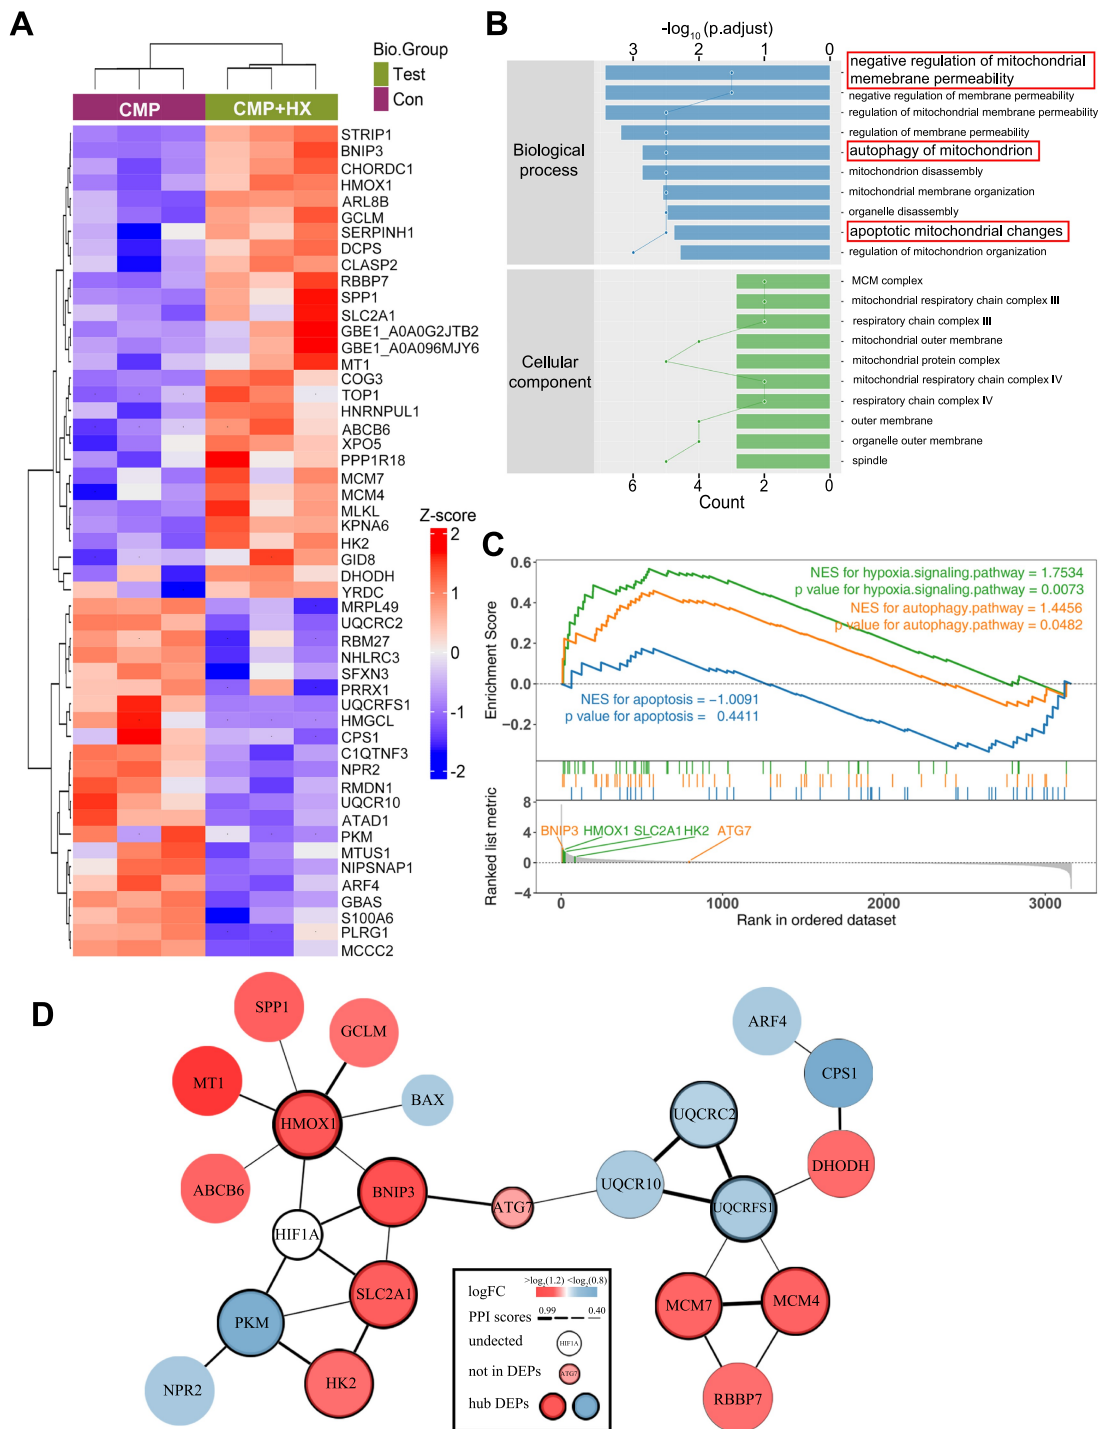 A
Bio.Group
Test
Con
CMP
CMP+HX
STRIP1
BNIP3
CHORDC1
HMOX1
ARL8B
GCLM
SERPINH1
DCPS
CLASP2
RBBP7
SPP1
SLC2A1
GBE1_A0A0G2JTB2
GBE1_A0A096MJY6
MT1
COG3
TOP1
HNRNPUL1
ABCB6
XPO5
PPP1R18
MCM7
MCM4
MLKL
KPNA6
HK2
GID8
DHODH
YRDC
MRPL49
UQCRC2
RBM27
NHLRC3
SFXN3
PRRX1
UQCRFS1
HMGCL
CPS1
C1QTNF3
NPR2
RMDN1
UQCR10
ATAD1
PKM
MTUS1
NIPSNAP1
ARF4
GBAS
S100A6
PLRG1
MCCC2
Z-score
2
1
0
-1
-2
B
-log10 (p.adjust)
3 2 1 0
Biological
process
negative regulation of mitochondrial
memebrane permeability
negative regulation of membrane permeability
regulation of mitochondrial membrane permeability
regulation of membrane permeability
autophagy of mitochondrion
mitochondrion disassembly
mitochondrial membrane organization
organelle disassembly
apoptotic mitochondrial changes
regulation of mitochondrion organization
Cellular
component
MCM complex
mitochondrial respiratory chain complex III
respiratory chain complex III
mitochondrial outer membrane
mitochondrial protein complex
mitochondrial respiratory chain complex IV
respiratory chain complex IV
outer membrane
organelle outer membrane
spindle
6 4 2 0
Count
C
Enrichment Score
0.6
0.4
0.2
0.0
−0.2
NES for hypoxia.signaling.pathway = 1.7534
p value for hypoxia.signaling.pathway = 0.0073
NES for autophagy.pathway = 1.4456
p value for autophagy.pathway = 0.0482
NES for apoptosis = −1.0091
p value for apoptosis = 0.4411
Ranked list metric
8
4
0
−4
BNIP3 HMOX1 SLC2A1 HK2 ATG7
0 1000 2000 3000
Rank in ordered dataset
D
SPP1
GCLM
MT1
BAX
HMOX1
ABCB6
BNIP3
HIF1A
ATG7
SLC2A1
PKM
HK2
NPR2
ARF4
CPS1
UQCRC2
DHODH
UQCR10
UQCRFS1
MCM7
MCM4
RBBP7
logFC
>log2(1.2) <log2(0.8)
PPI scores
0.99 0.40
undected
HIF1A
not in DEPs
ATG7
hub DEPs